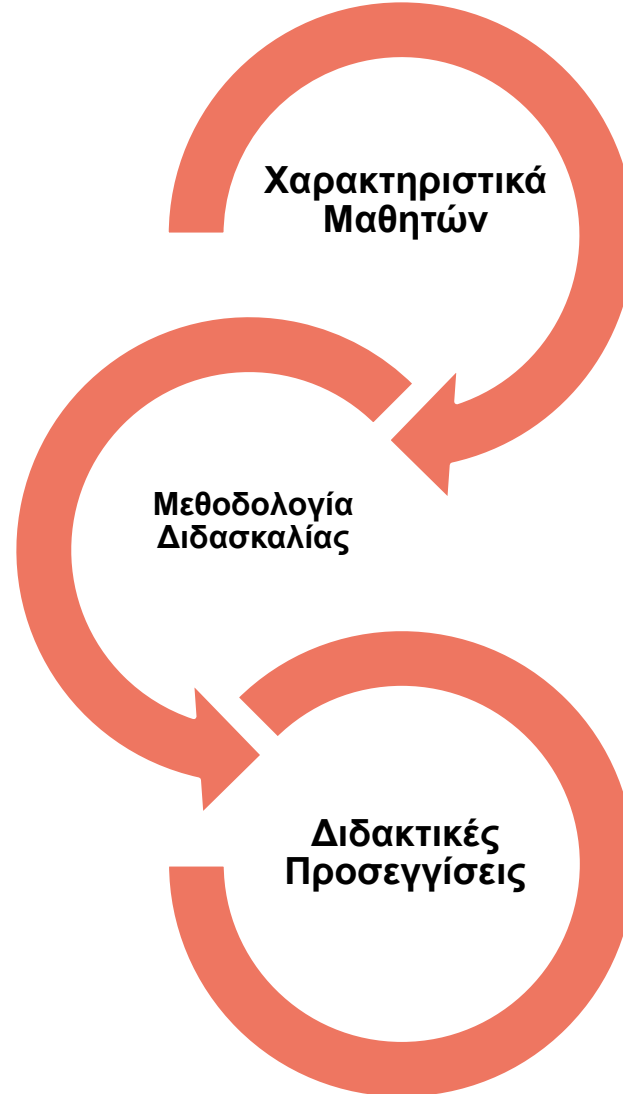 Χαρακτηριστικά
Μαθητών
Μεθοδολογία
Διδασκαλίας
Διδακτικές
Προσεγγίσεις